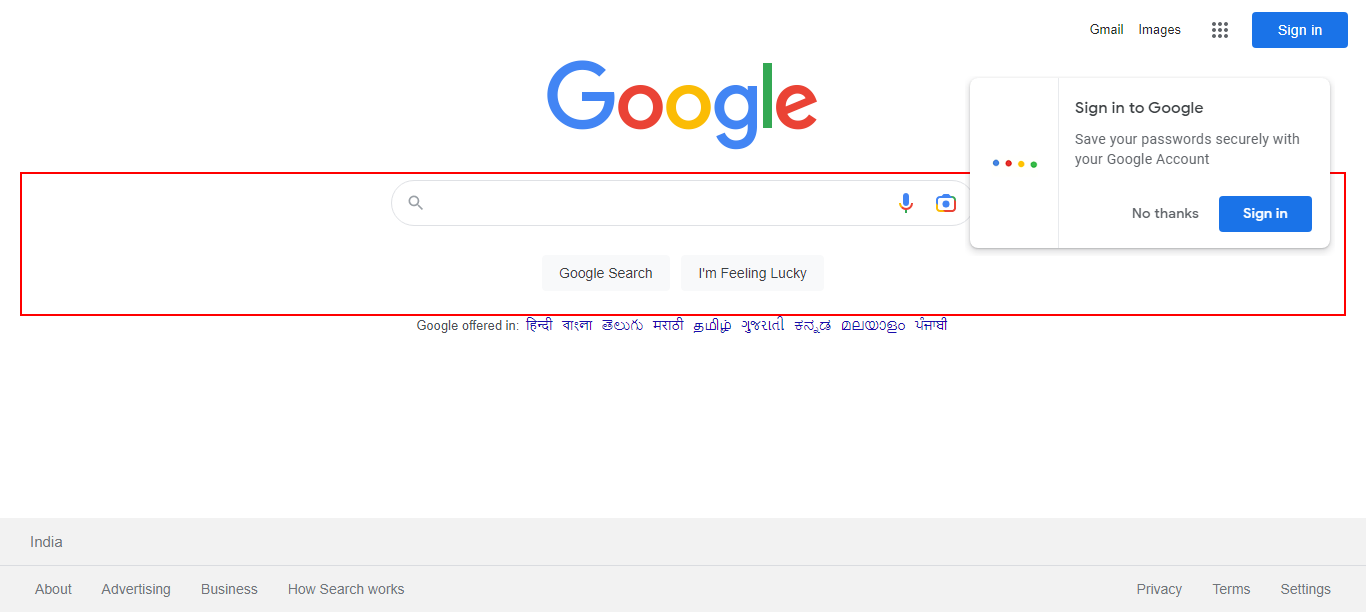 Gmail Images Sign in
Google
Sign in to Google
Save your passwords securely with
your Google Account
No thanks Sign in
Google Search I'm Feeling Lucky
Google offered in: हिन्दी বাংলা తెలుగు मराठी தமிழ் ગુજરાતી ಕನ್ನಡ മലയാളം ਪੰਜਾਬੀ
India
About Advertising Business How Search works Privacy Terms Settings